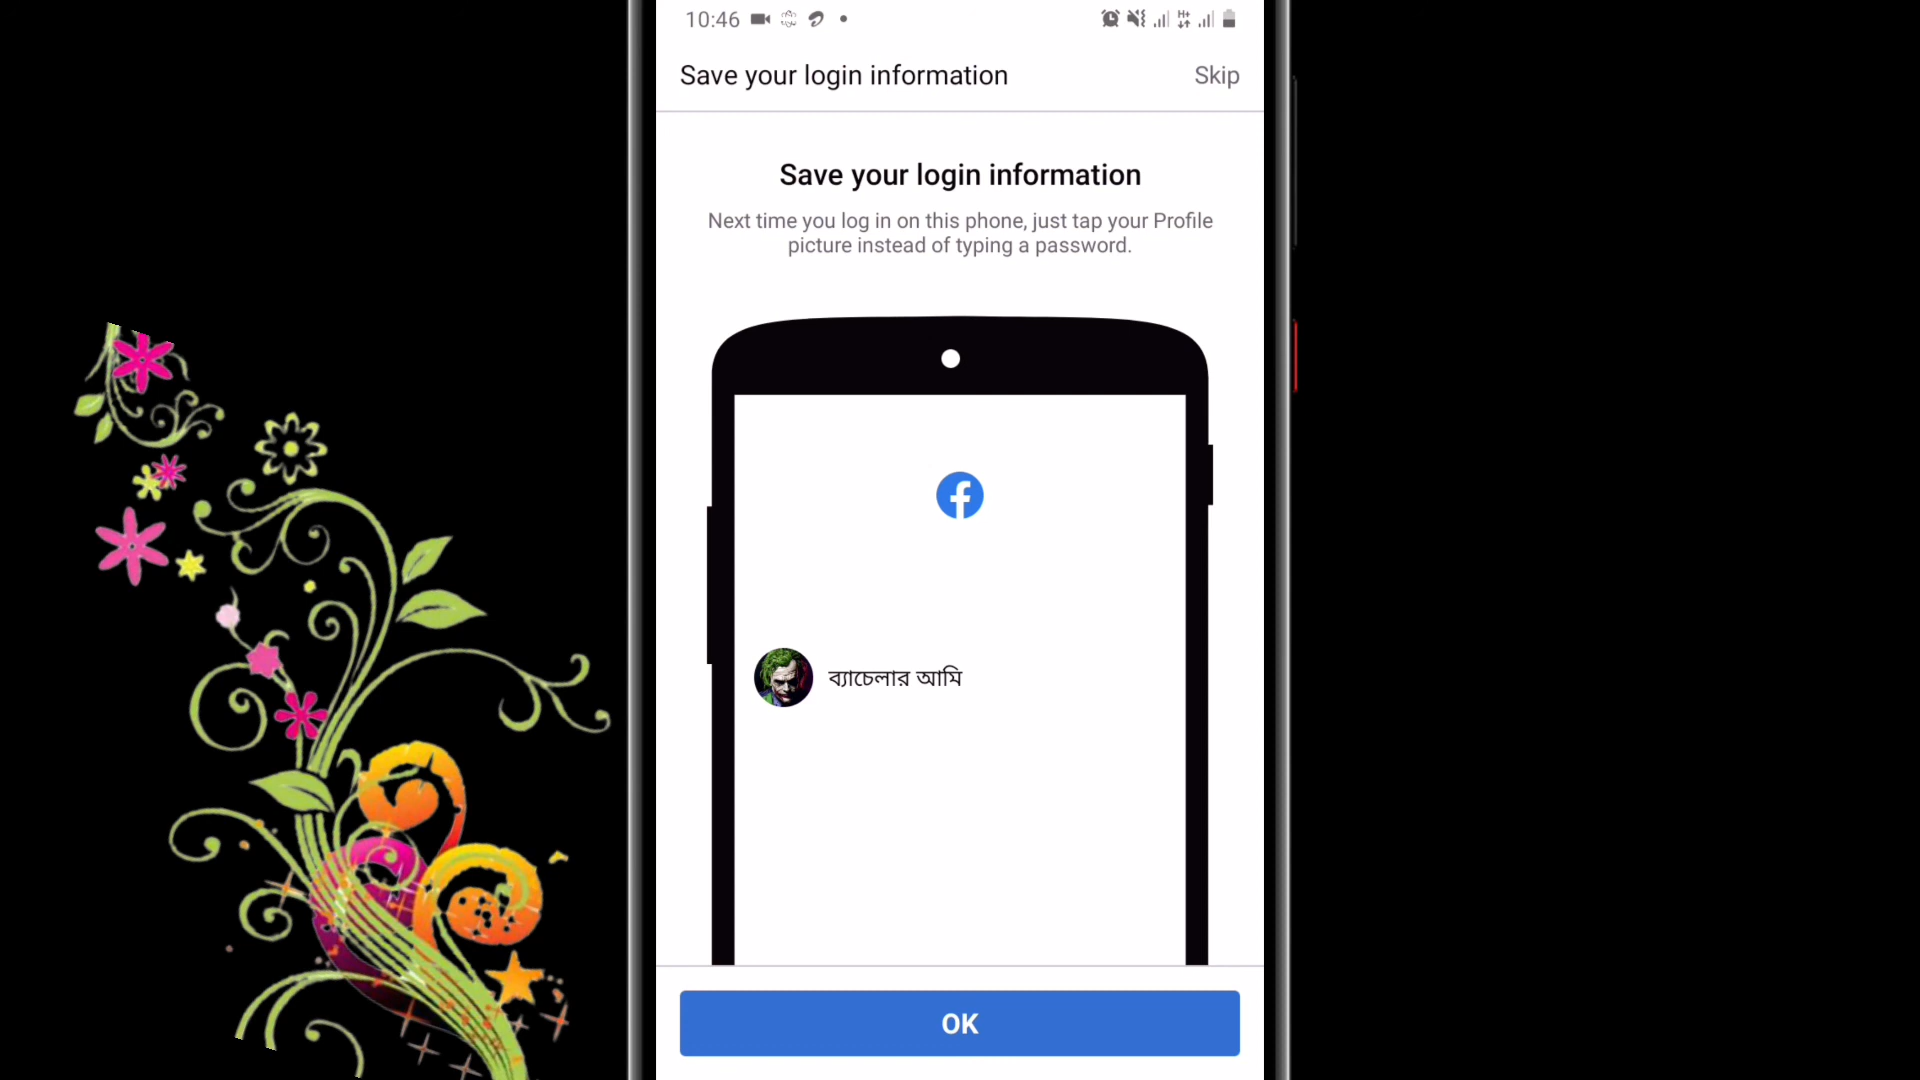 10:46
Save your login information
Skip
Save your login information
Next time you log in on this phone, just tap your Profile
picture instead of typing a password.
ব্যাচেলার আমি
OK